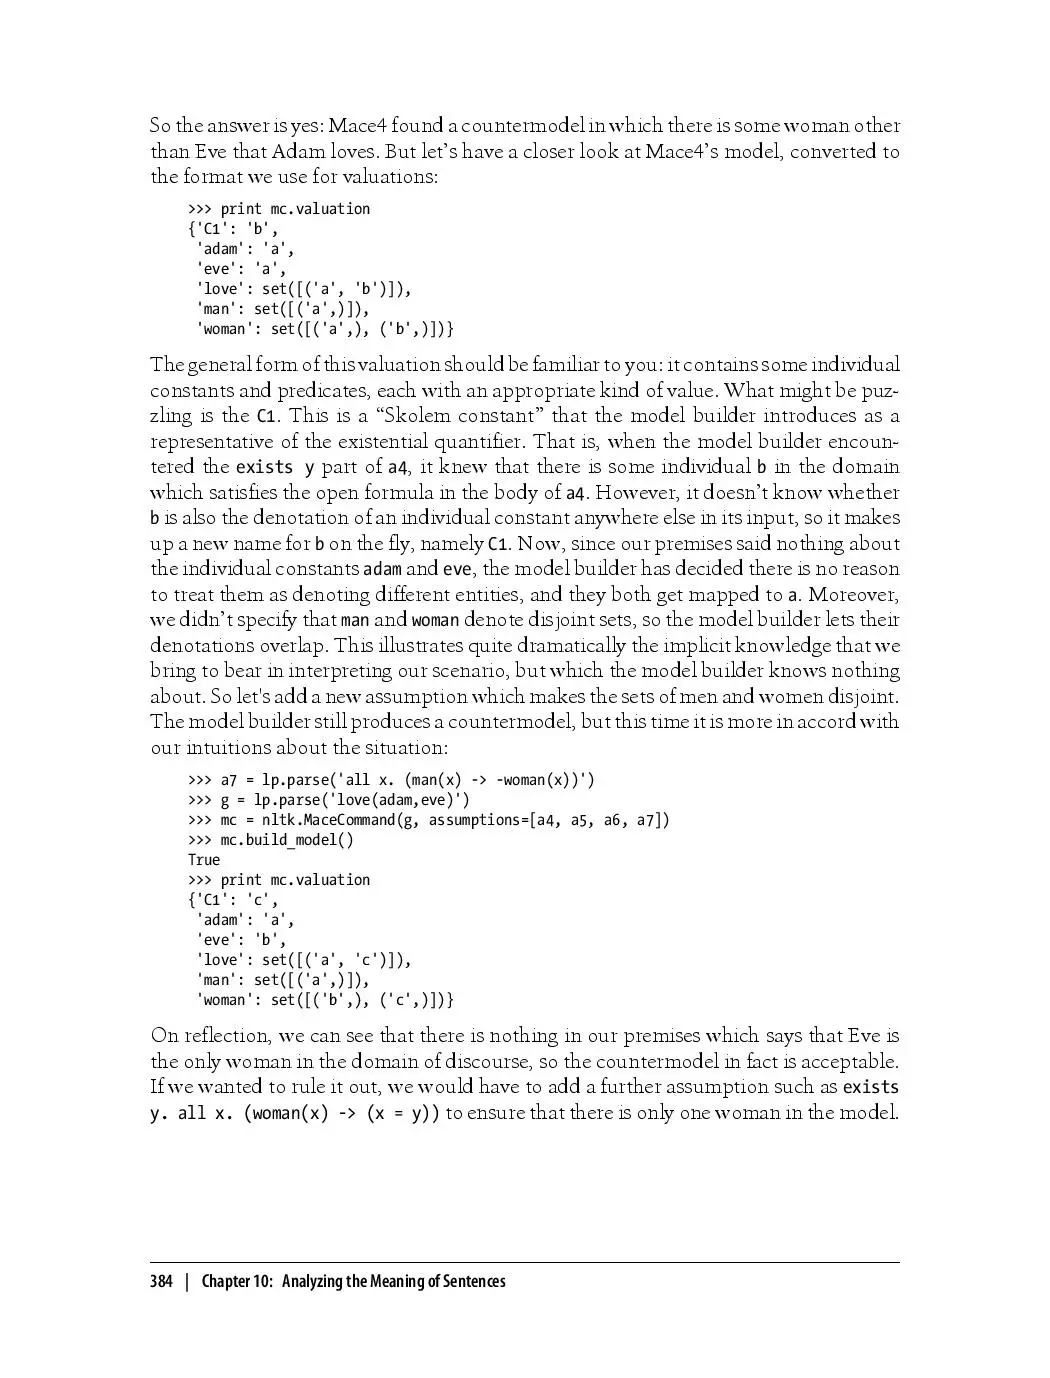 So the answer is yes: Mace4 found a countermodel in which there is some woman other
than Eve that Adam loves. But let’s have a closer look at Mace4’s model, converted to
the format we use for valuations:
>>> print mc.valuation
{'C1': 'b',
'adam': 'a',
'eve': 'a',
'love': set([('a', 'b')]),
'man': set([('a',)]),
'woman': set([('a',), ('b',)])}
The general form of this valuation should be familiar to you: it contains some individual
constants and predicates, each with an appropriate kind of value. What might be puz-
zling is the C1. This is a “Skolem constant” that the model builder introduces as a
representative of the existential quantifier. That is, when the model builder encoun-
tered the exists y part of a4, it knew that there is some individual b in the domain
which satisfies the open formula in the body of a4. However, it doesn’t know whether
b is also the denotation of an individual constant anywhere else in its input, so it makes
up a new name for b on the fly, namely C1. Now, since our premises said nothing about
the individual constants adam and eve, the model builder has decided there is no reason
to treat them as denoting different entities, and they both get mapped to a. Moreover,
we didn’t specify that man and woman denote disjoint sets, so the model builder lets their
denotations overlap. This illustrates quite dramatically the implicit knowledge that we
bring to bear in interpreting our scenario, but which the model builder knows nothing
about. So let's add a new assumption which makes the sets of men and women disjoint.
The model builder still produces a countermodel, but this time it is more in accord with
our intuitions about the situation:
>>> a7 = lp.parse('all x. (man(x) -> -woman(x))')
>>> g = lp.parse('love(adam,eve)')
>>> mc = nltk.MaceCommand(g, assumptions=[a4, a5, a6, a7])
>>> mc.build_model()
True
>>> print mc.valuation
{'C1': 'c',
'adam': 'a',
'eve': 'b',
'love': set([('a', 'c')]),
'man': set([('a',)]),
'woman': set([('b',), ('c',)])}
On reflection, we can see that there is nothing in our premises which says that Eve is
the only woman in the domain of discourse, so the countermodel in fact is acceptable.
If we wanted to rule it out, we would have to add a further assumption such as exists
y. all x. (woman(x) -> (x = y)) to ensure that there is only one woman in the model.
384 | Chapter 10: Analyzing the Meaning of Sentences